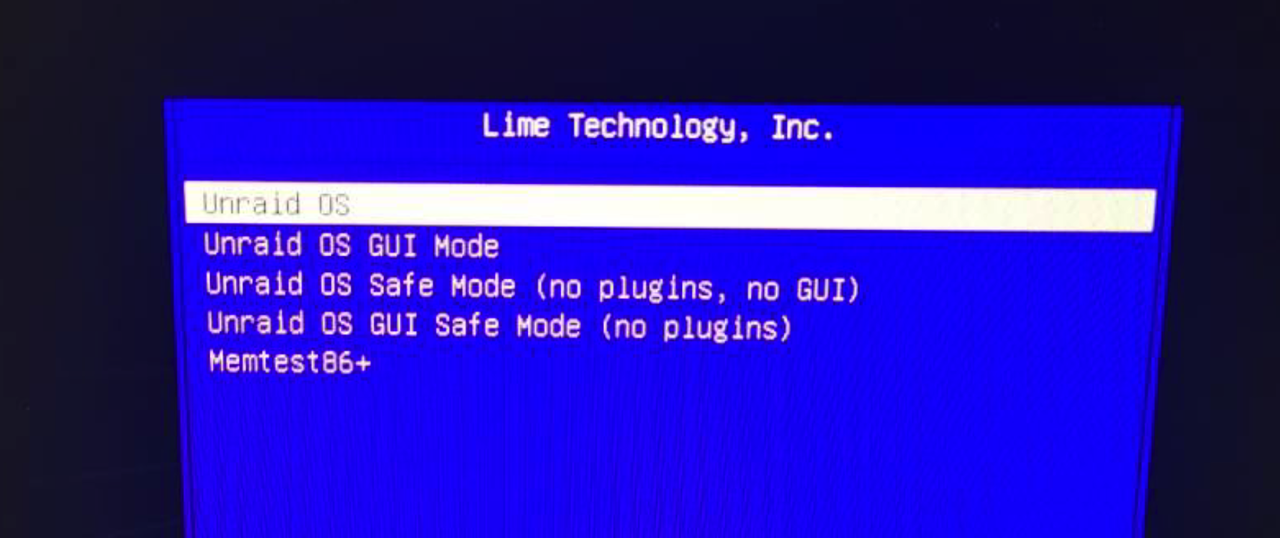 Lime Technology, Inc.
Unraid OS
Unraid OS GUI Mode
Unraid OS Safe Mode (no plugins, no GUI)
Unraid OS GUI Safe Mode (no plugins)
Memtest86+